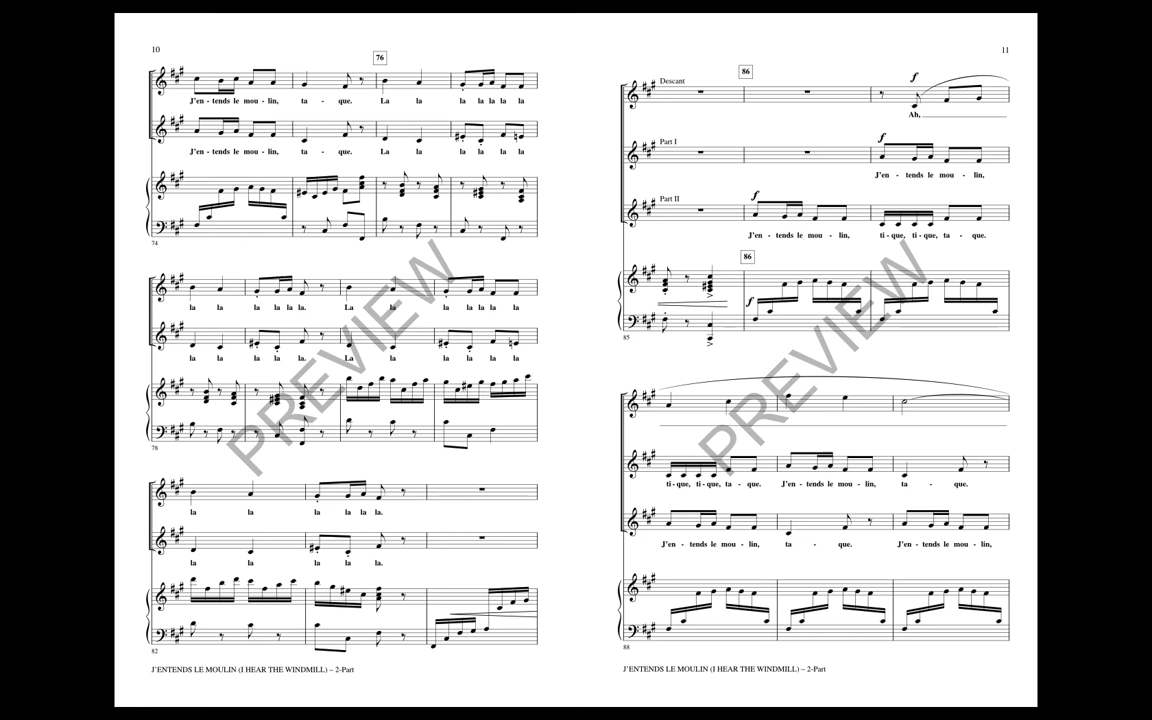 10
76
J'en - tends le mou - lin, ta - que. La la la la la la la
J'en - tends le mou - lin, ta - que. La la la la la la la
74
la la la la la la la. La la la la la la la
la la la la la la. La la la la la la
78
la la la la la la.
la la la la la.
82
J'ENTENDS LE MOULIN (I HEAR THE WINDMILL) – 2-Part
PREVIEW
11
86
Descant
f
Ah,
Part I
f
J'en - tends le mou - lin,
Part II
f
J'en - tends le mou - lin, ti - que, ti - que, ta - que.
86
f
85
ti - que, ti - que, ta - que. J'en - tends le mou - lin, ta - que.
J'en - tends le mou - lin, ta - que. J'en - tends le mou - lin,
88
J'ENTENDS LE MOULIN (I HEAR THE WINDMILL) – 2-Part
PREVIEW